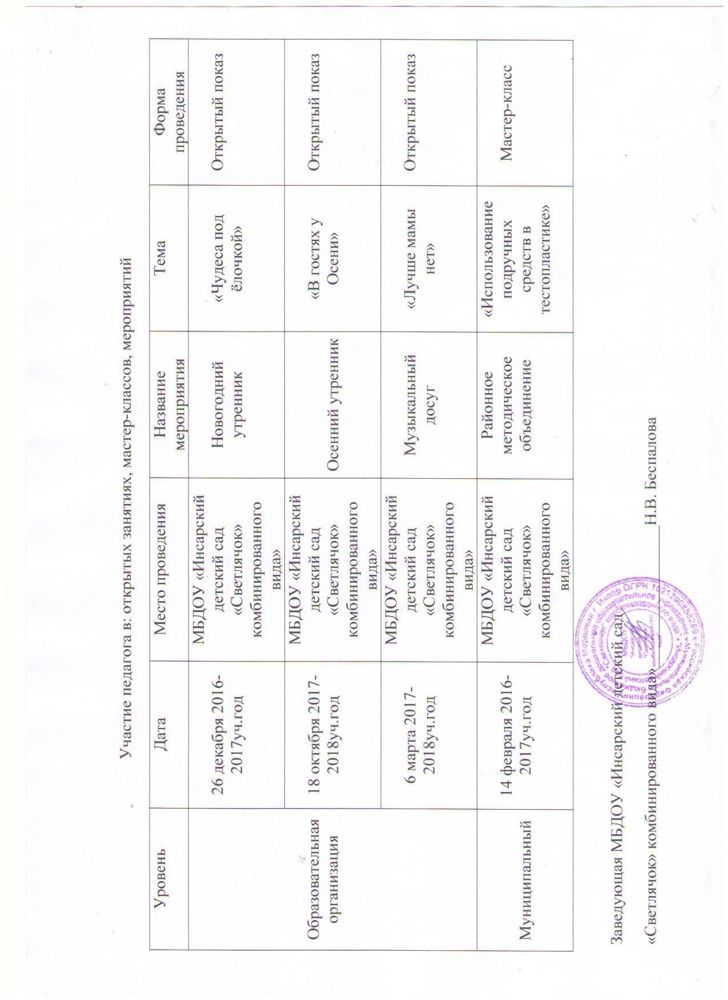 Участие педагога в: открытых занятиях, мастер-классов, мероприятий
Уровень
Дата
Место проведения
Название
мероприятия
Тема
Форма
проведения
Образовательная
организация
26 декабря 2016-
2017уч.год
МБДОУ «Инсарский
детский сад
«Светлячок»
комбинированного
вида»
Новогодний
утренник
«Чудеса под
ёлочкой»
Открытый показ
18 октября 2017-
2018уч.год
МБДОУ «Инсарский
детский сад
«Светлячок»
комбинированного
вида»
Осенний утренник
«В гостях у
Осени»
Открытый показ
6 марта 2017-
2018уч.год
МБДОУ «Инсарский
детский сад
«Светлячок»
комбинированного
вида»
Музыкальный
досуг
«Лучше мамы
нет»
Открытый показ
Муниципальный
14 февраля 2016-
2017уч.год
МБДОУ «Инсарский
детский сад
«Светлячок»
комбинированного
вида»
Районное
методическое
объединение
«Использование
подручных
средств в
тестопластике»
Мастер-класс
Заведующая МБДОУ «Инсарский детский сад
«Светлячок» комбинированного вида» Н.В. Беспалова